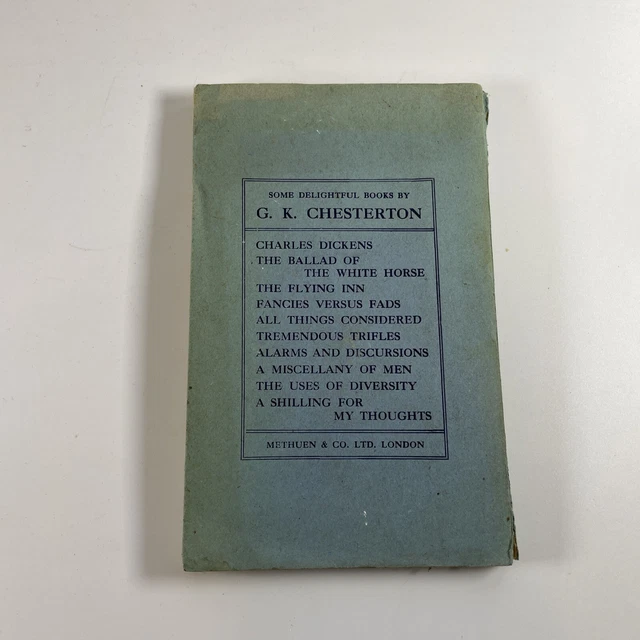 SOME DELIGHTFUL BOOKS BY
G. K. CHESTERTON
CHARLES DICKENS
THE BALLAD OF
THE WHITE HORSE
THE FLYING INN
FANCIES VERSUS FADS
ALL THINGS CONSIDERED
TREMENDOUS TRIFLES
ALARMS AND DISCURSIONS
A MISCELLANY OF MEN
THE USES OF DIVERSITY
A SHILLING FOR
MY THOUGHTS
METHUEN & CO. LTD. LONDON